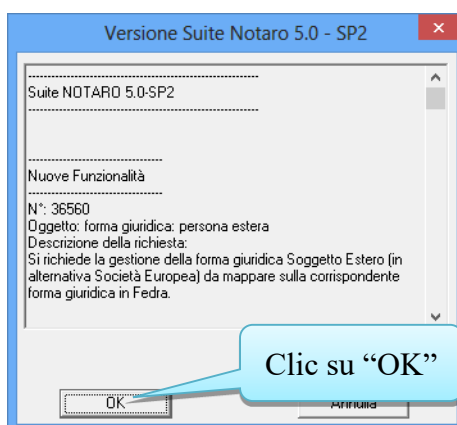 Versione Suite Notaro 5.0 - SP2
Suite NOTARO 5.0-SP2
Nuove Funzionalità
N°: 36560
Oggetto: forma giuridica: persona estera
Descrizione della richiesta:
Si richiede la gestione della forma giuridica Soggetto Estero (in
alternativa Società Europea) da mappare sulla corrispondente
forma giuridica in Fedra.
Clic su “OK”
OK
Annulla